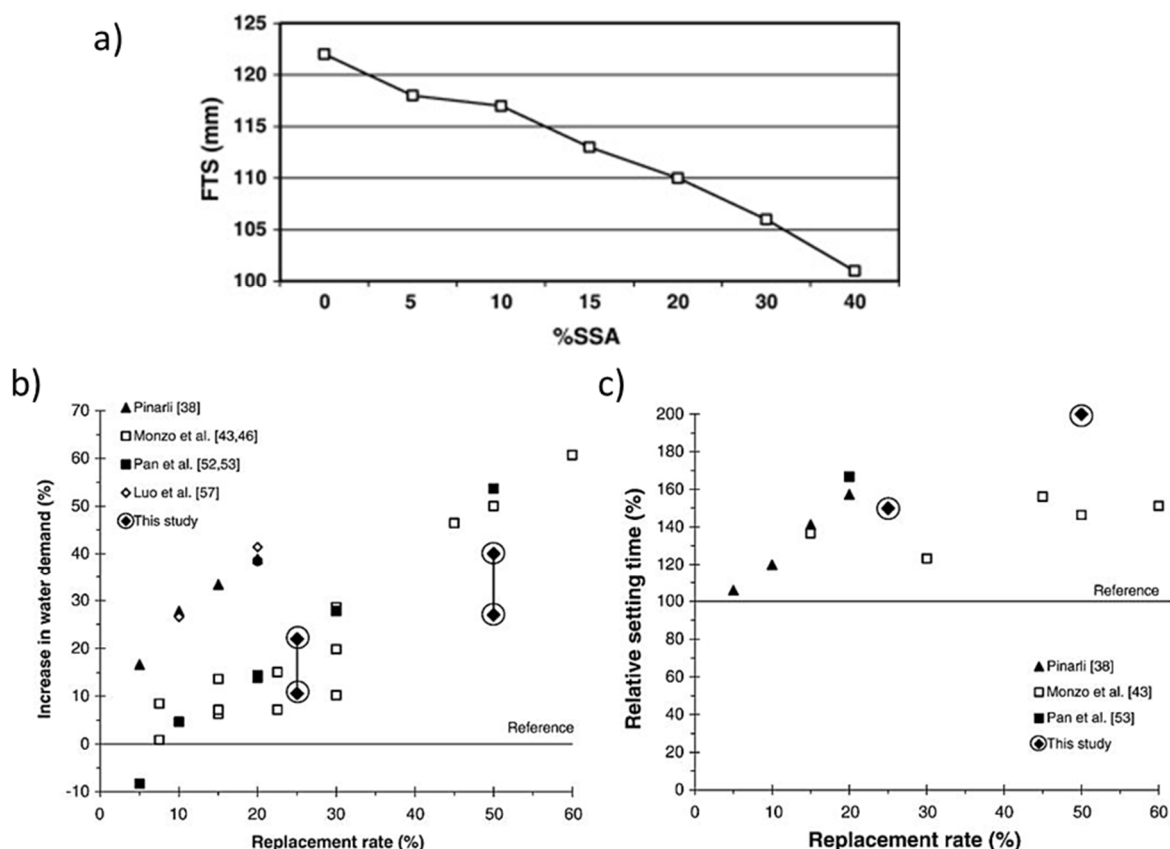 a)
125
120
115
110
105
100
FTS (mm)
0 5 10 15 20 30 40
%SSA
b)
Pinarli [38]
Monzo et al. [43,46]
Pan et al. [52,53]
Luo et al. [57]
This study
70
60
50
40
30
20
10
0
-10
Increase in water demand (%)
Reference
0 10 20 30 40 50 60
Replacement rate (%)
c)
200
180
160
140
120
100
80
60
40
20
0
Relative setting time (%)
Reference
Pinarli [38]
Monzo et al. [43]
Pan et al. [53]
This study
0 10 20 30 40 50 60
Replacement rate (%)